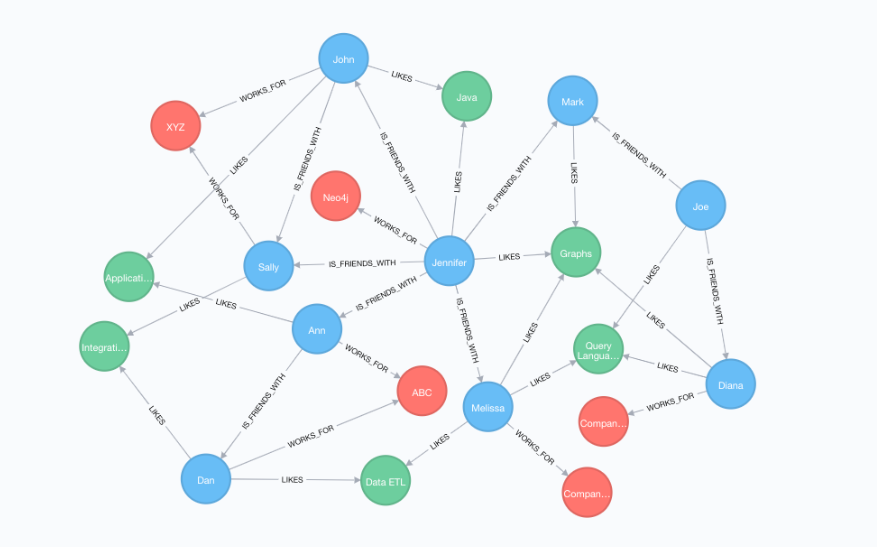 John
LIKES
Java
Mark
WORKS_FOR
XYZ
IS_FRIENDS_WITH
IS_FRIENDS_WITH
LIKES
LIKES
IS_FRIENDS_WITH
LIKES
IS_FRIENDS_WITH
WORKS_FOR
Neo4j
Joe
WORKS_FOR
Applicati...
Sally
IS_FRIENDS_WITH
Jennifer
LIKES
Graphs
LIKES
IS_FRIENDS_WITH
LIKES
LIKES
IS_FRIENDS_WITH
IS_FRIENDS_WITH
LIKES
LIKES
Integrati...
Ann
WORKS_FOR
Query
Langua...
LIKES
Diana
IS_FRIENDS_WITH
ABC
LIKES
Melissa
WORKS_FOR
Compan...
LIKES
WORKS_FOR
LIKES
WORKS_FOR
Dan
LIKES
Data ETL
Compan...